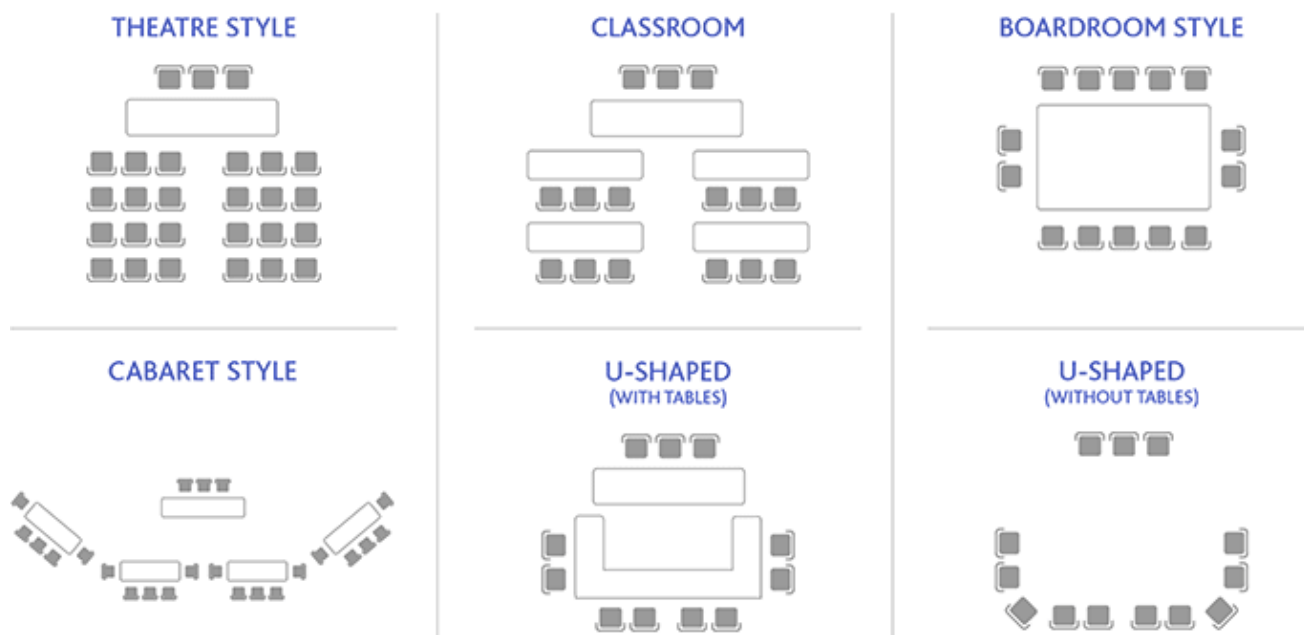 THEATRE STYLE
CLASSROOM
BOARDROOM STYLE
CABARET STYLE
U-SHAPED
(WITH TABLES)
U-SHAPED
(WITHOUT TABLES)